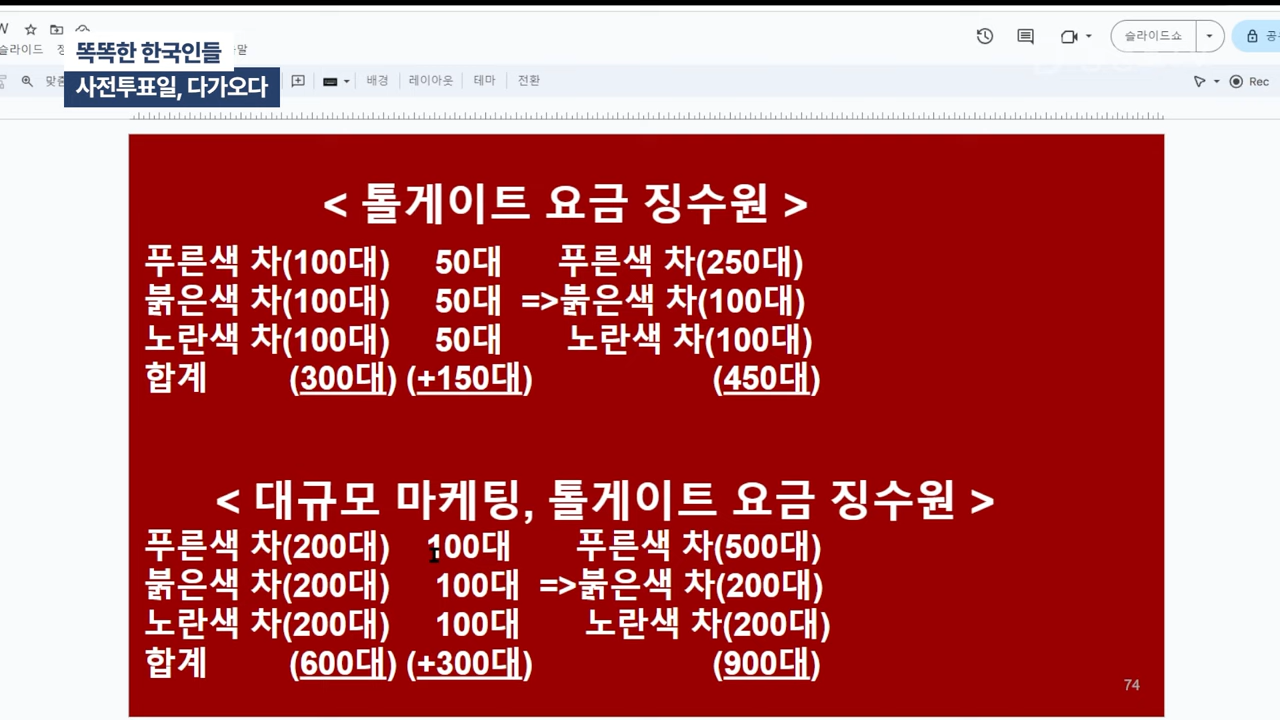 똑똑한 한국인들
사전투표일, 다가오다
슬라이드쇼
배경 레이아웃 테마 전환
Rec
< 톨게이트 요금 징수원 >
푸른색 차(100대) 50대 푸른색 차(250대)
붉은색 차(100대) 50대 =>붉은색 차(100대)
노란색 차(100대) 50대 노란색 차(100대)
합계 (300대) (+150대) (450대)
< 대규모 마케팅, 톨게이트 요금 징수원 >
푸른색 차(200대) 100대 푸른색 차(500대)
붉은색 차(200대) 100대 =>붉은색 차(200대)
노란색 차(200대) 100대 노란색 차(200대)
합계 (600대) (+300대) (900대)
74